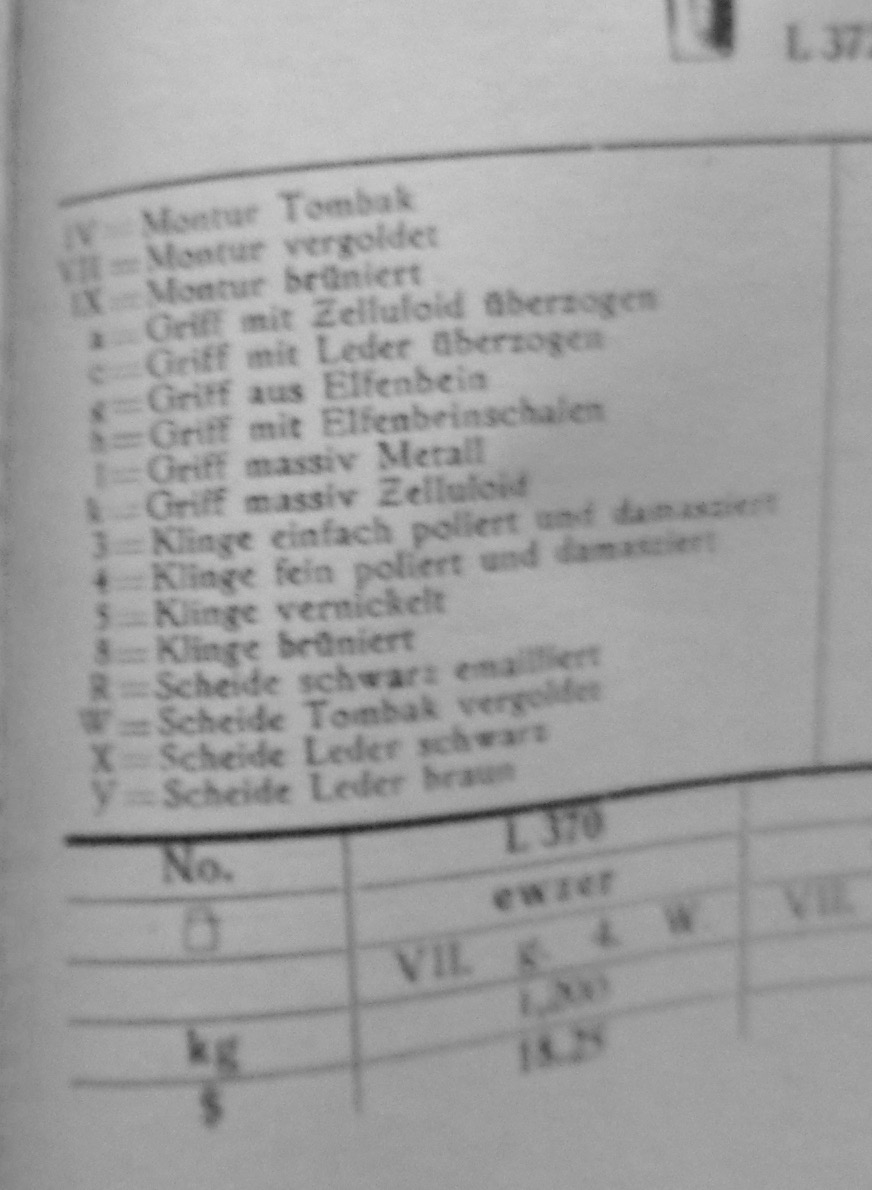 L 37
IV = Montur Tombak
VII = Montur vergoldet
IX = Montur brüniert
a = Griff mit Zelluloid überzogen
c = Griff mit Leder überzogen
g = Griff aus Elfenbein
h = Griff mit Elfenbeinschalen
i = Griff massiv Metall
k = Griff massiv Zelluloid
3 = Klinge einfach poliert und damasziert
4 = Klinge fein poliert und damasziert
5 = Klinge vernickelt
8 = Klinge brüniert
R = Scheide schwarz emailliert
W = Scheide Tombak vergoldet
X = Scheide Leder schwarz
Y = Scheide Leder braun
No. L 370
ewzer
VII. g. 4. W. VII.
kg 1,200
$ 18.25